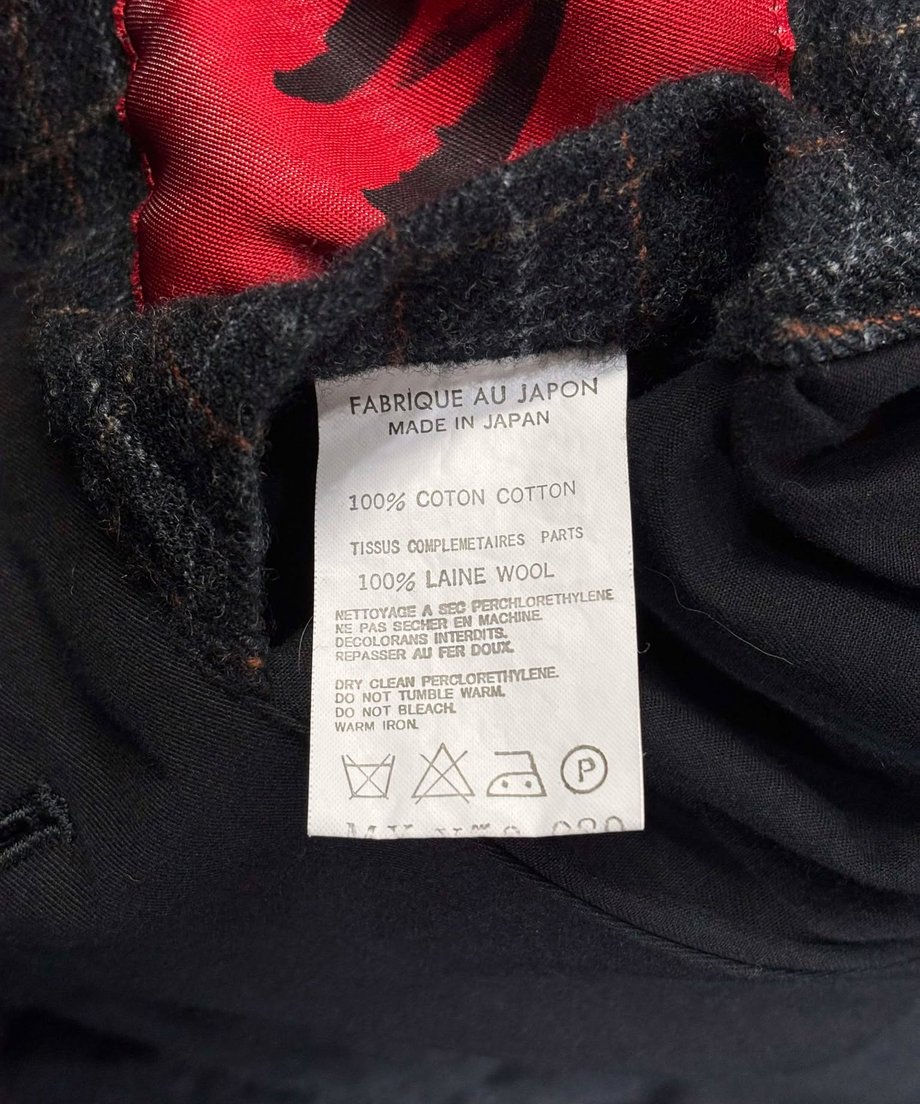 FABRIQUE AU JAPON
MADE IN JAPAN
100% COTON COTTON
TISSUS COMPLEMETAIRES PARTS
100% LAINE WOOL
NETTOYAGE A SEC PERCHLORETHYLENE
NE PAS SECHER EN MACHINE.
DECOLORANS INTERDITS.
REPASSER AU FER DOUX.
DRY CLEAN PERCLORETHYLENE.
DO NOT TUMBLE WARM.
DO NOT BLEACH.
WARM IRON.
P